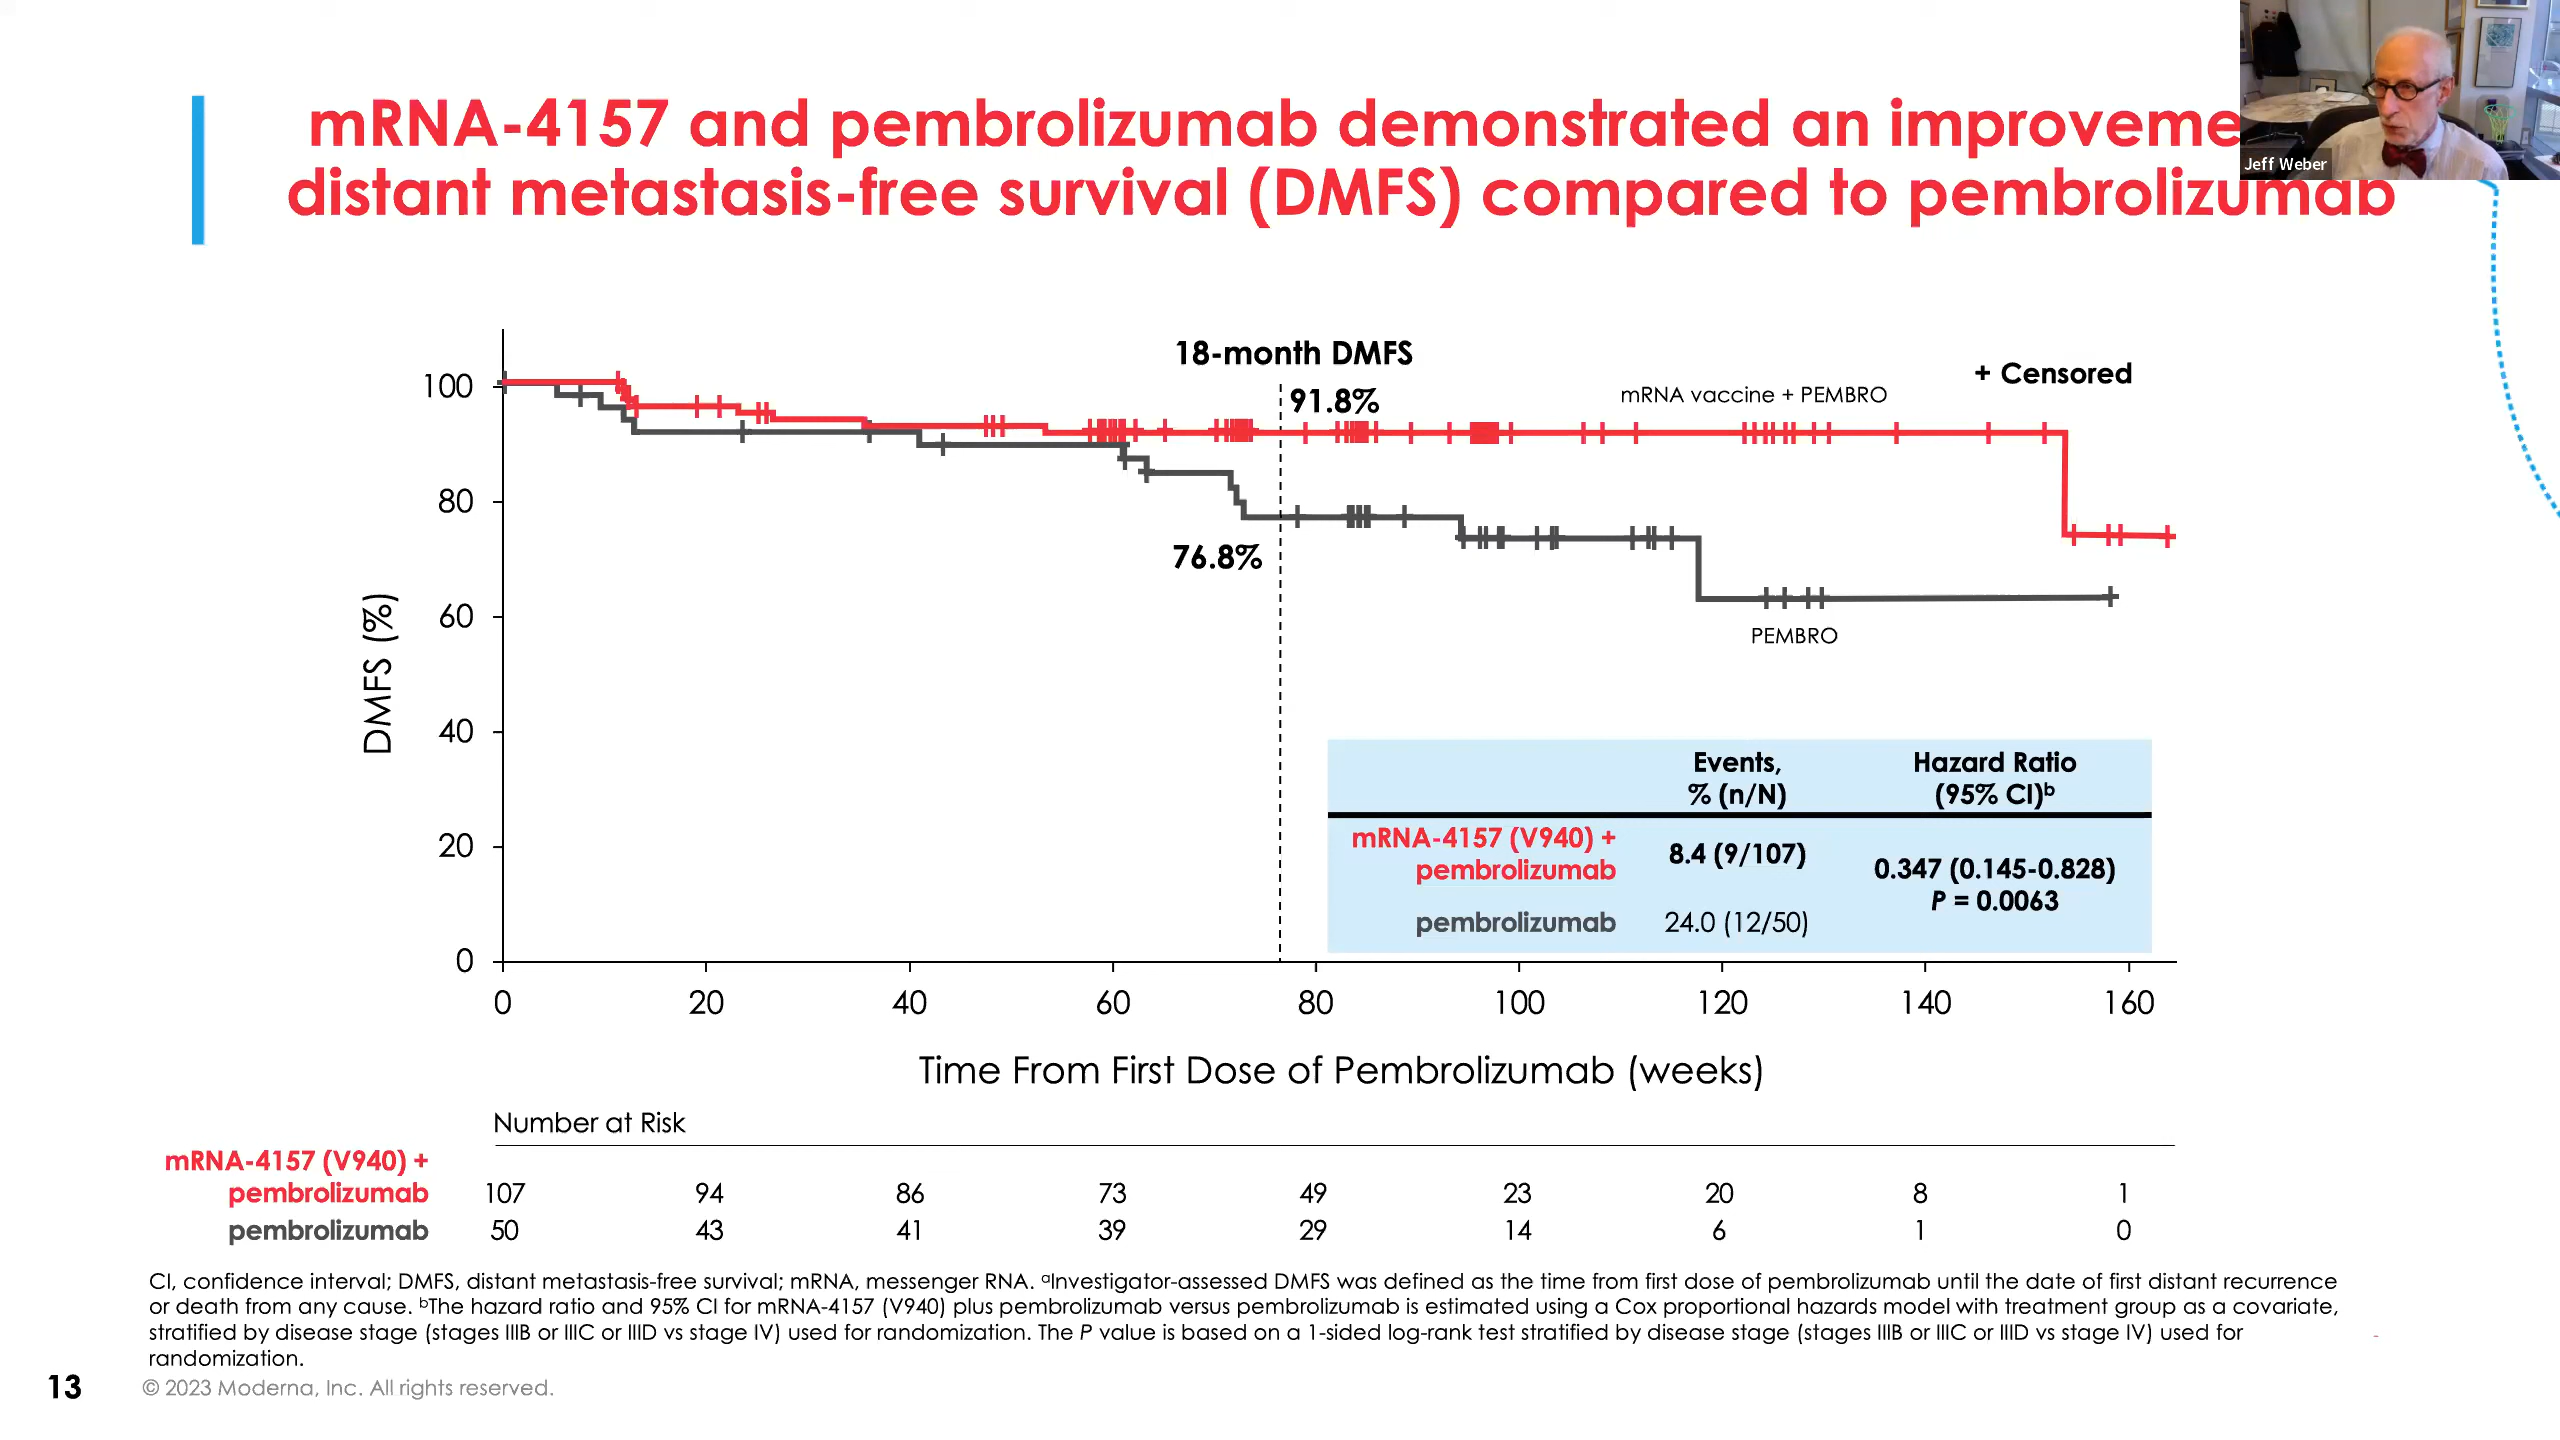 mRNA-4157 and pembrolizumab demonstrated an improveme
distant metastasis-free survival (DMFS) compared to pembrolizumab
Jeff Weber
18-month DMFS
91.8%
76.8%
mRNA vaccine + PEMBRO
+ Censored
PEMBRO
DMFS (%)
100
80
60
40
20
0
0 20 40 60 80 100 120 140 160
Time From First Dose of Pembrolizumab (weeks)
Events, % (n/N)
Hazard Ratio (95% CI)ᵇ
mRNA-4157 (V940) + pembrolizumab
8.4 (9/107)
0.347 (0.145-0.828)
P = 0.0063
pembrolizumab
24.0 (12/50)
Number at Risk
mRNA-4157 (V940) +
pembrolizumab 107 94 86 73 49 23 20 8 1
pembrolizumab 50 43 41 39 29 14 6 1 0
CI, confidence interval; DMFS, distant metastasis-free survival; mRNA, messenger RNA. ᵃInvestigator-assessed DMFS was defined as the time from first dose of pembrolizumab until the date of first distant recurrence
or death from any cause. ᵇThe hazard ratio and 95% CI for mRNA-4157 (V940) plus pembrolizumab versus pembrolizumab is estimated using a Cox proportional hazards model with treatment group as a covariate,
stratified by disease stage (stages IIIB or IIIC or IIID vs stage IV) used for randomization. The P value is based on a 1-sided log-rank test stratified by disease stage (stages IIIB or IIIC or IIID vs stage IV) used for
randomization.
13
© 2023 Moderna, Inc. All rights reserved.